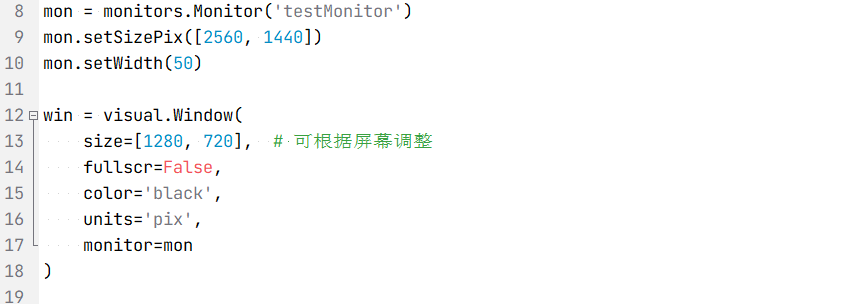 8 mon = monitors.Monitor('testMonitor')
9 mon.setSizePix([2560, 1440])
10 mon.setWidth(50)
11
12 win = visual.Window(
13     size=[1280, 720],  # 可根据屏幕调整
14     fullscr=False,
15     color='black',
16     units='pix',
17     monitor=mon
18 )
19